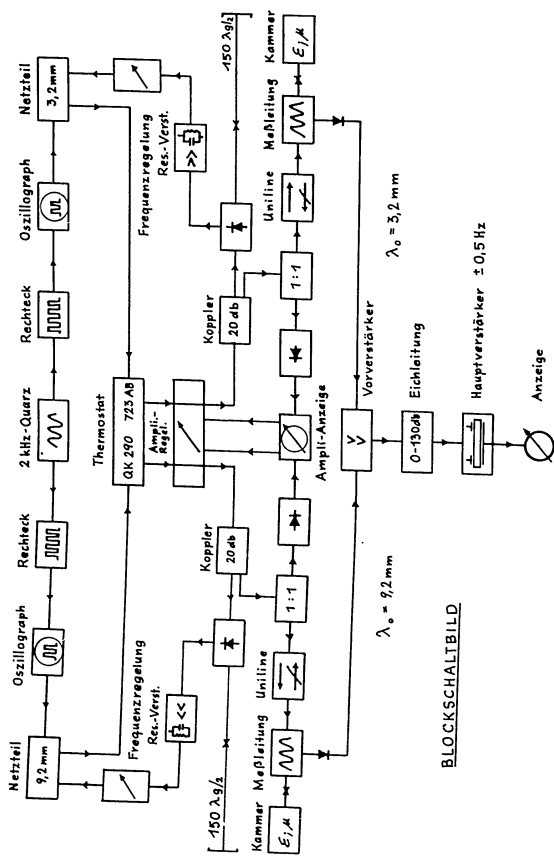 Netzteil
Oszillograph
Rechteck
2 kHz-Quarz
Rechteck
Oszillograph
Netzteil
9,2 mm
3,2 mm
Thermostat
QK 290 723 AB
Frequenzregelung
Res.-Verst.
<<
Ampli.-
Regel.
Frequenzregelung
Res.-Verst.
>>
Koppler
20 db
Koppler
20 db
150 λg/2
150 λg/2
Kammer
Meßleitung
Uniline
1:1
Ampli-Anzeige
1:1
Uniline
Meßleitung
Kammer
ε; μ
ε; μ
Vorverstärker
VV
λ₀ = 9,2 mm
λ₀ = 3,2 mm
Eichleitung
0-130db
Hauptverstärker ± 0,5 Hz
Anzeige
BLOCKSCHALTBILD